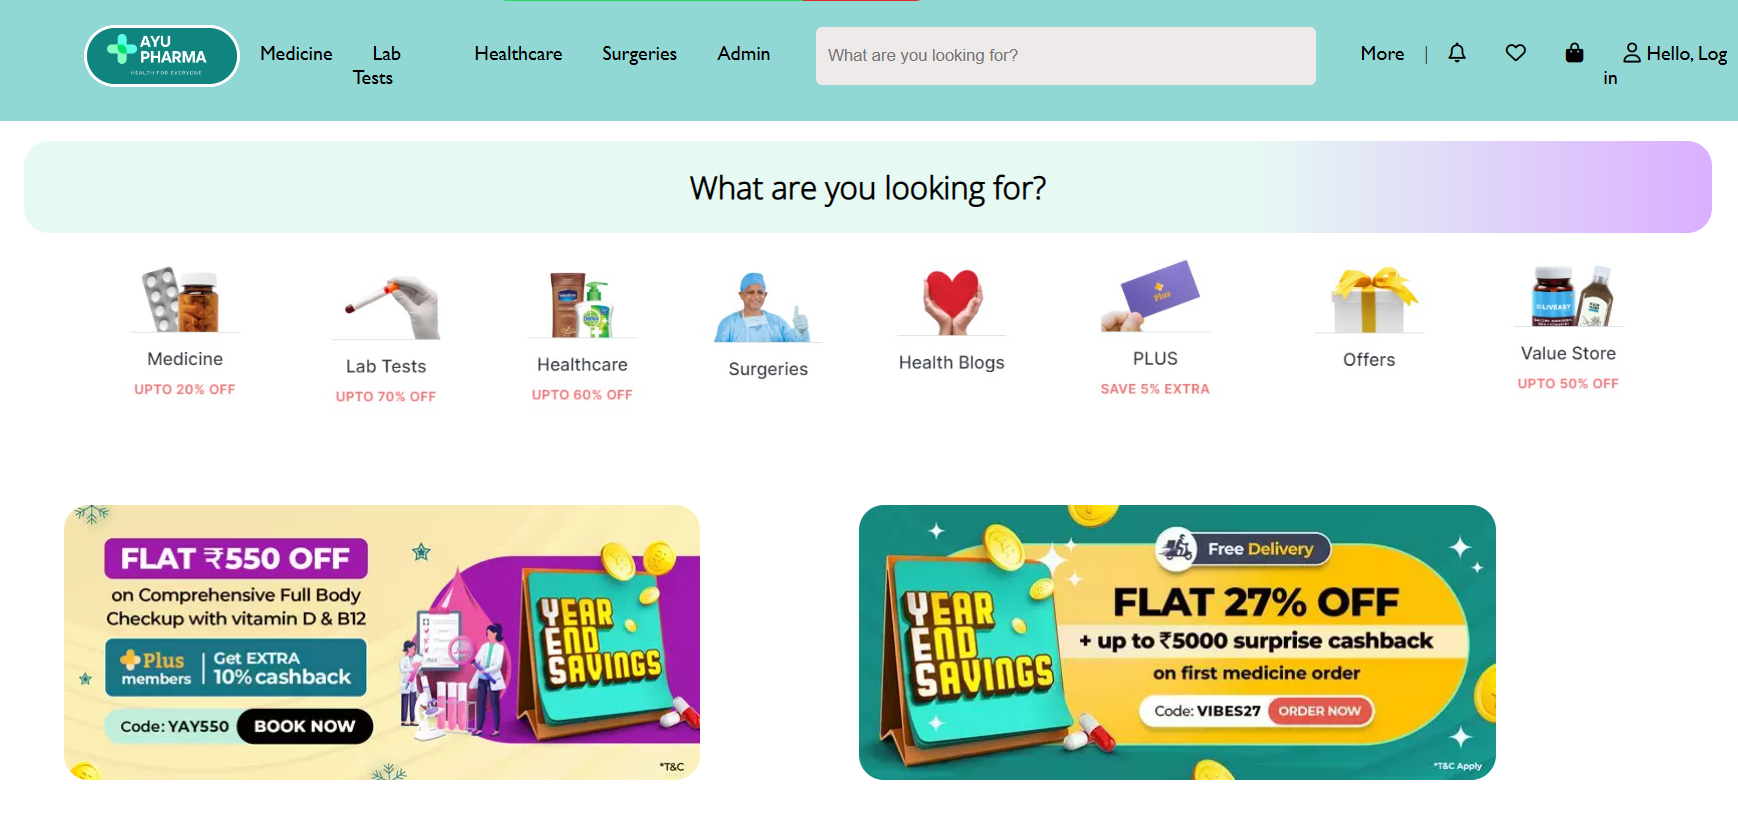 AYU
PHARMA
HEALTH FOR EVERYONE
Medicine
Lab
Tests
Healthcare
Surgeries
Admin
What are you looking for?
More |
Hello, Log
in
What are you looking for?
Medicine
UPTO 20% OFF
Lab Tests
UPTO 70% OFF
Healthcare
UPTO 60% OFF
Surgeries
Health Blogs
Plus
PLUS
SAVE 5% EXTRA
Offers
LIVEASY
Value Store
UPTO 50% OFF
FLAT ₹550 OFF
on Comprehensive Full Body
Checkup with vitamin D & B12
Plus
members
Get EXTRA
10% cashback
Code: YAY550
BOOK NOW
YEAR
END
SAVINGS
*T&C
YEAR
END
SAVINGS
Free Delivery
FLAT 27% OFF
+ up to ₹5000 surprise cashback
on first medicine order
Code: VIBES27
ORDER NOW
*T&C Apply